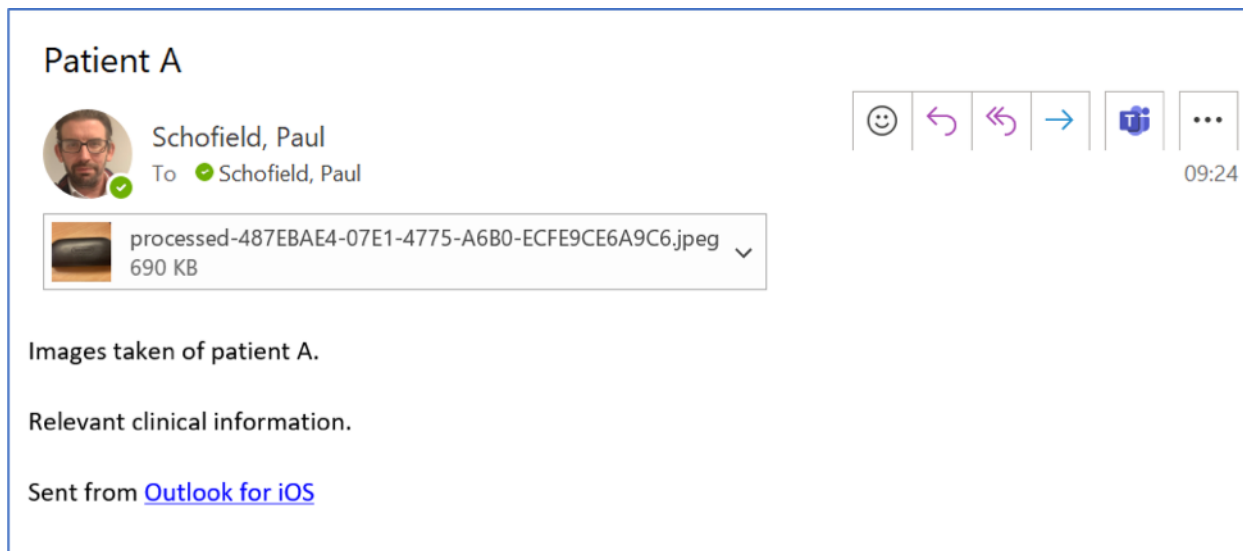 Patient A
Schofield, Paul
To Schofield, Paul
09:24
processed-487EBAE4-07E1-4775-A6B0-ECFE9CE6A9C6.jpeg
690 KB
Images taken of patient A.
Relevant clinical information.
Sent from Outlook for iOS